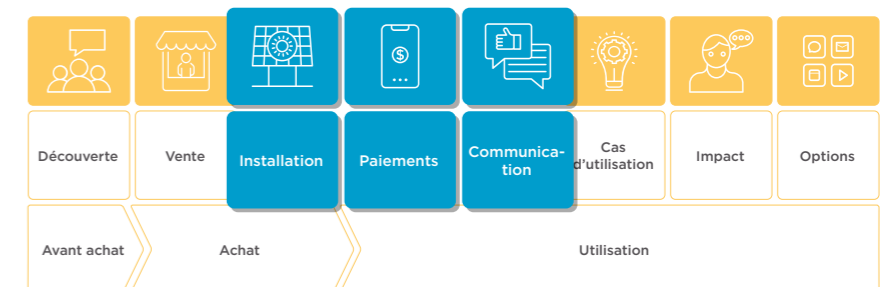 Découverte
Vente
Installation
Paiements
Communica-
tion
Cas
d'utilisation
Impact
Options
Avant achat
Achat
Utilisation